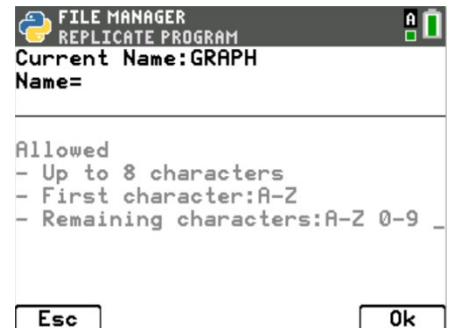 FILE MANAGER
REPLICATE PROGRAM
A
Current Name:GRAPH
Name=
Allowed
- Up to 8 characters
- First character:A-Z
- Remaining characters:A-Z 0-9 _
Esc
Ok